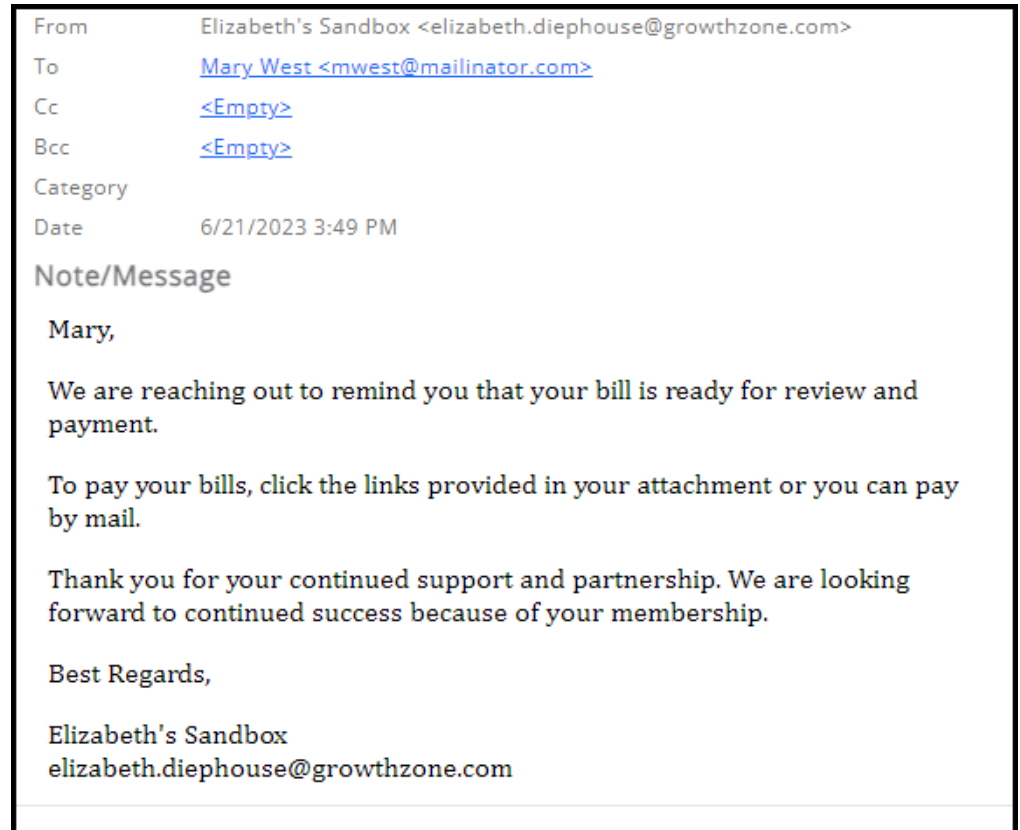 From Elizabeth's Sandbox <elizabeth.diephouse@growthzone.com>
To Mary West <mwest@mailinator.com>
Cc <Empty>
Bcc <Empty>
Category
Date 6/21/2023 3:49 PM
Note/Message
Mary,
We are reaching out to remind you that your bill is ready for review and
payment.
To pay your bills, click the links provided in your attachment or you can pay
by mail.
Thank you for your continued support and partnership. We are looking
forward to continued success because of your membership.
Best Regards,
Elizabeth's Sandbox
elizabeth.diephouse@growthzone.com